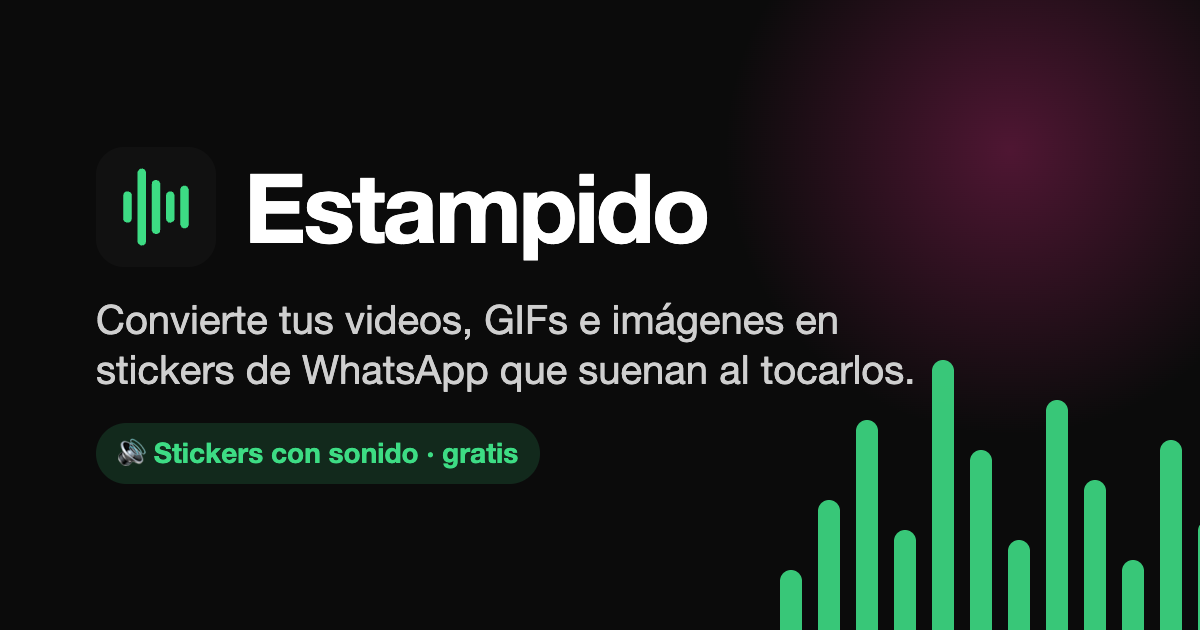 Estampido
Convierte tus videos, GIFs e imágenes en
stickers de WhatsApp que suenan al tocarlos.
🔊 Stickers con sonido · gratis